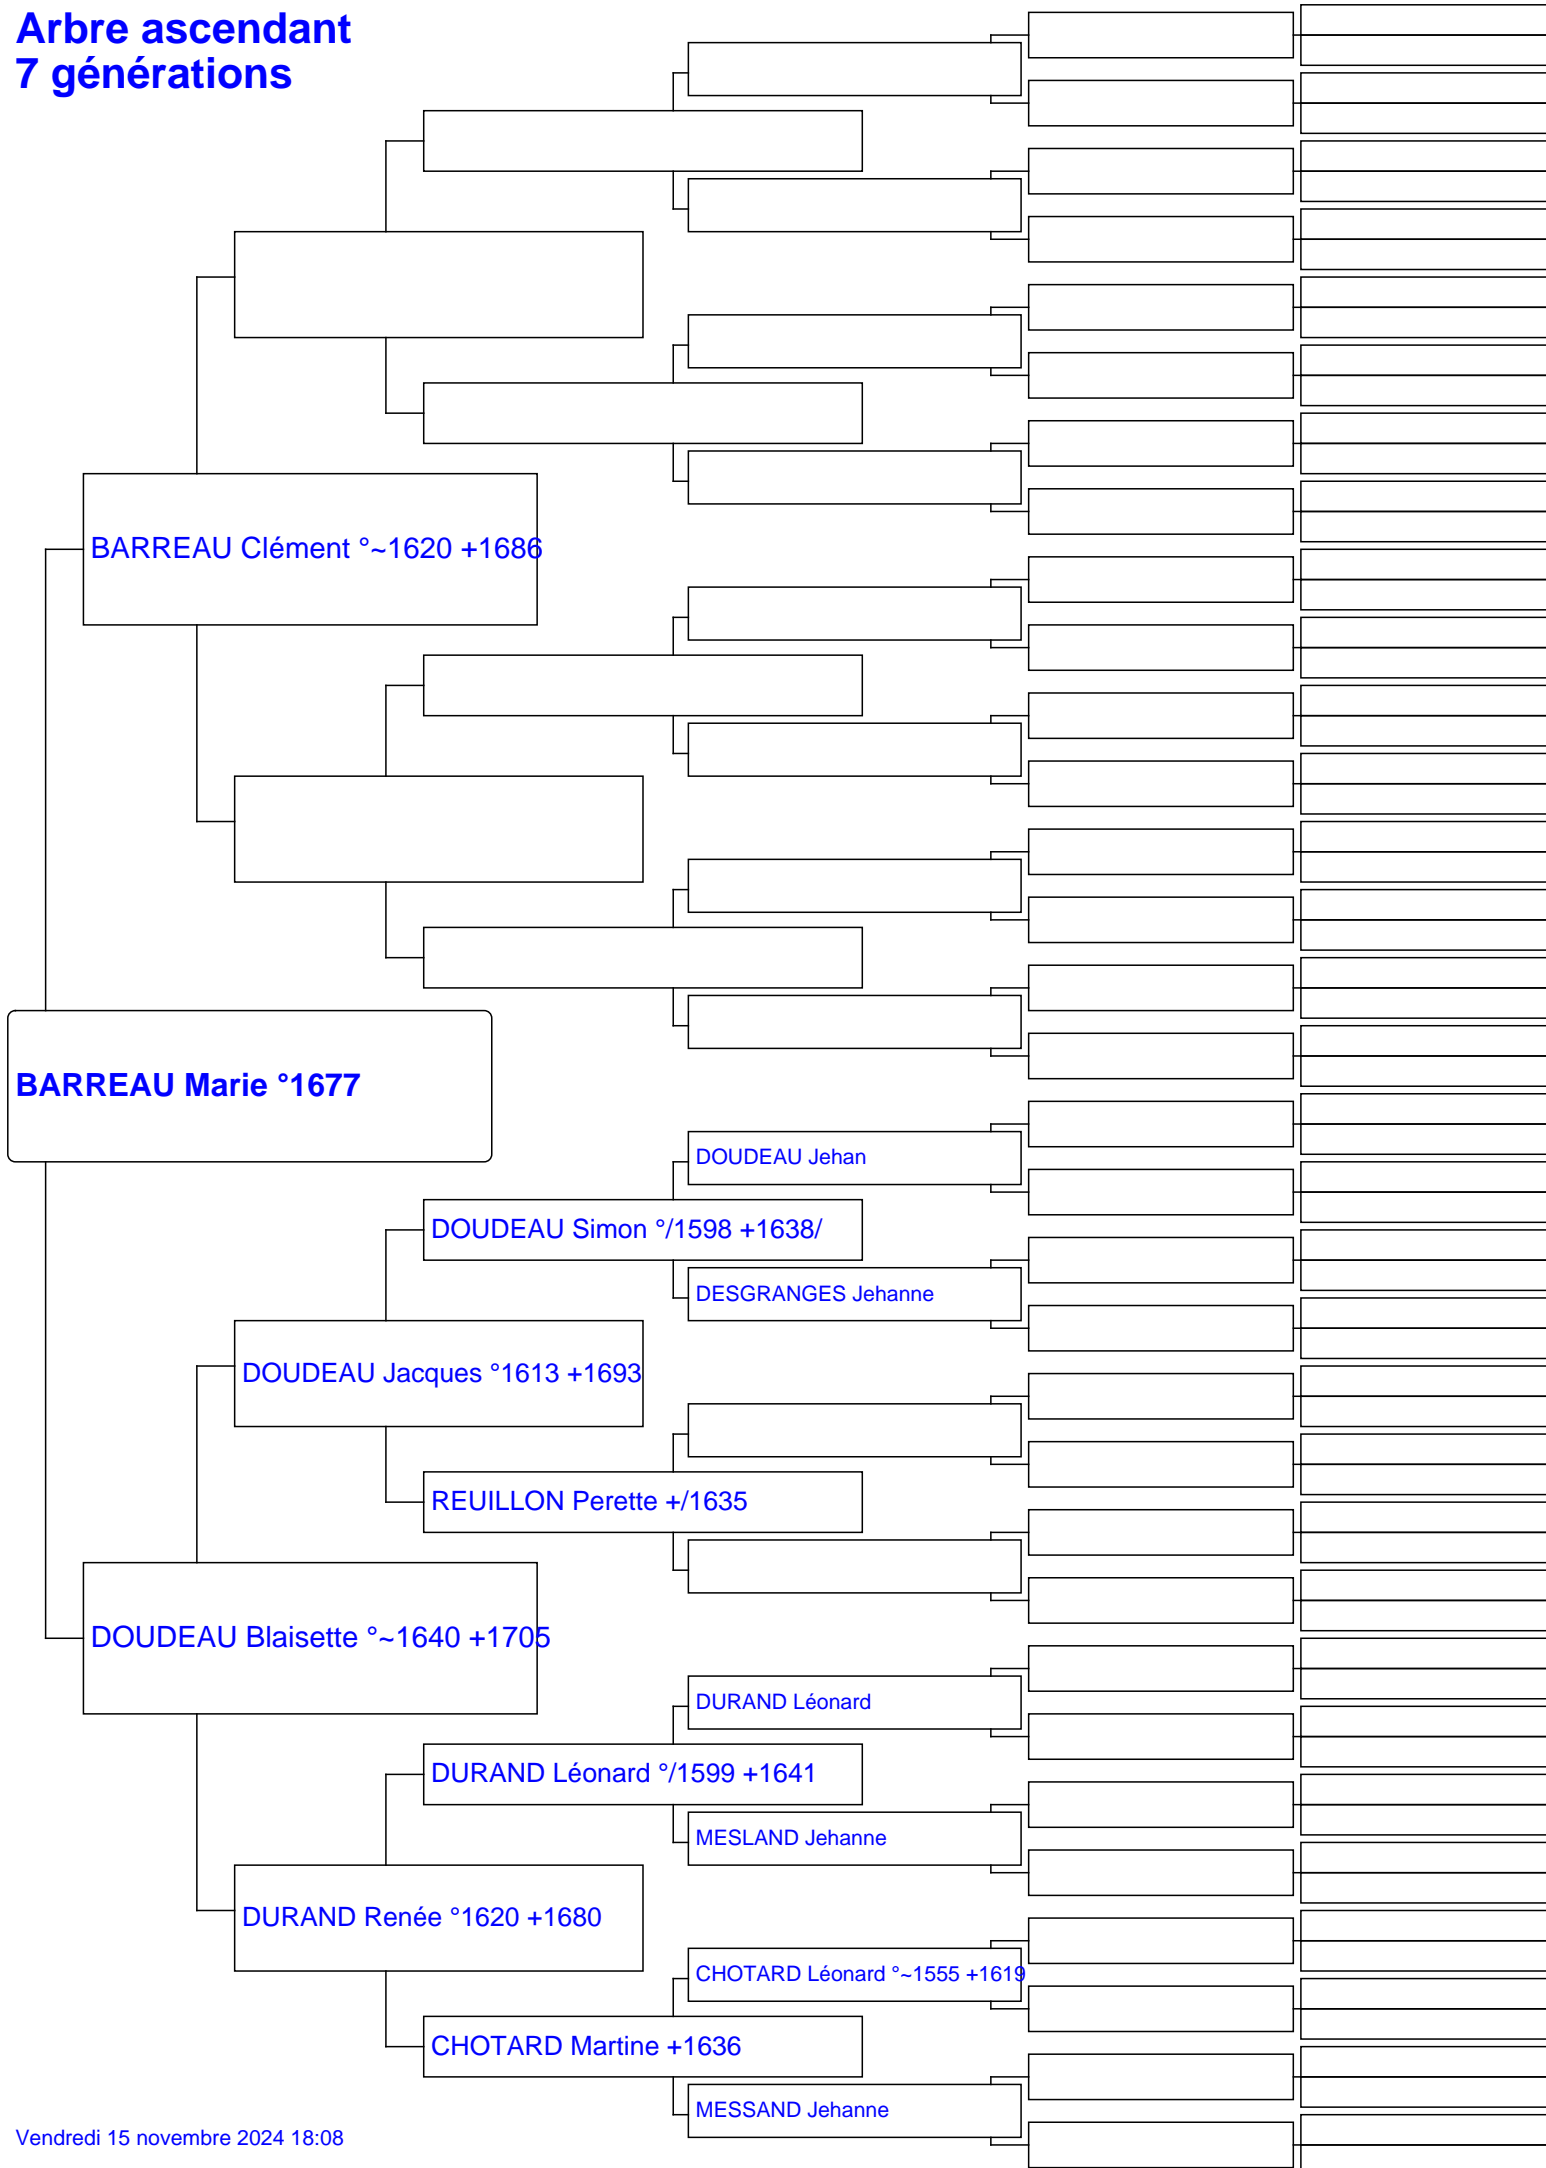 Arbre ascendant
7 générations
BARREAU Clément °~1620 +1686
BARREAU Marie °1677
DOUDEAU Jehan
DOUDEAU Simon °/1598 +1638/
DESGRANGES Jehanne
DOUDEAU Jacques °1613 +1693
REUILLON Perette +/1635
DOUDEAU Blaisette °~1640 +1705
DURAND Léonard
DURAND Léonard °/1599 +1641
MESLAND Jehanne
DURAND Renée °1620 +1680
CHOTARD Léonard °~1555 +1619
CHOTARD Martine +1636
MESSAND Jehanne
Vendredi 15 novembre 2024 18:08